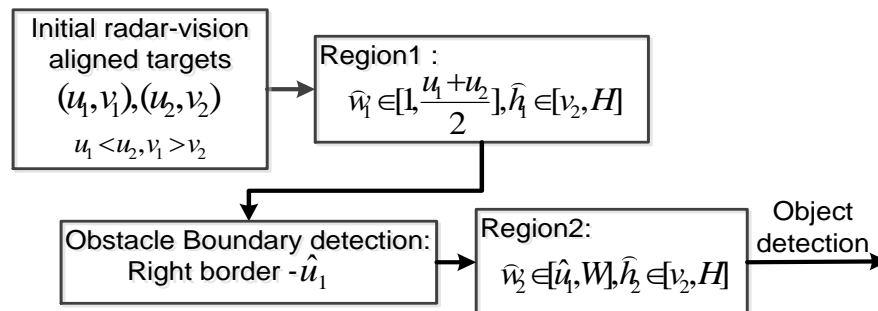 Initial radar-vision
aligned targets
(u₁,v₁),(u₂,v₂)
u₁<u₂,v₁>v₂
Region1 :
ŵ₁∈[1,(u₁+u₂)/2],ĥ₁∈[v₂,H]
Obstacle Boundary detection:
Right border -û₁
Region2:
ŵ₂∈[û₁,W],ĥ₂∈[v₂,H]
Object
detection